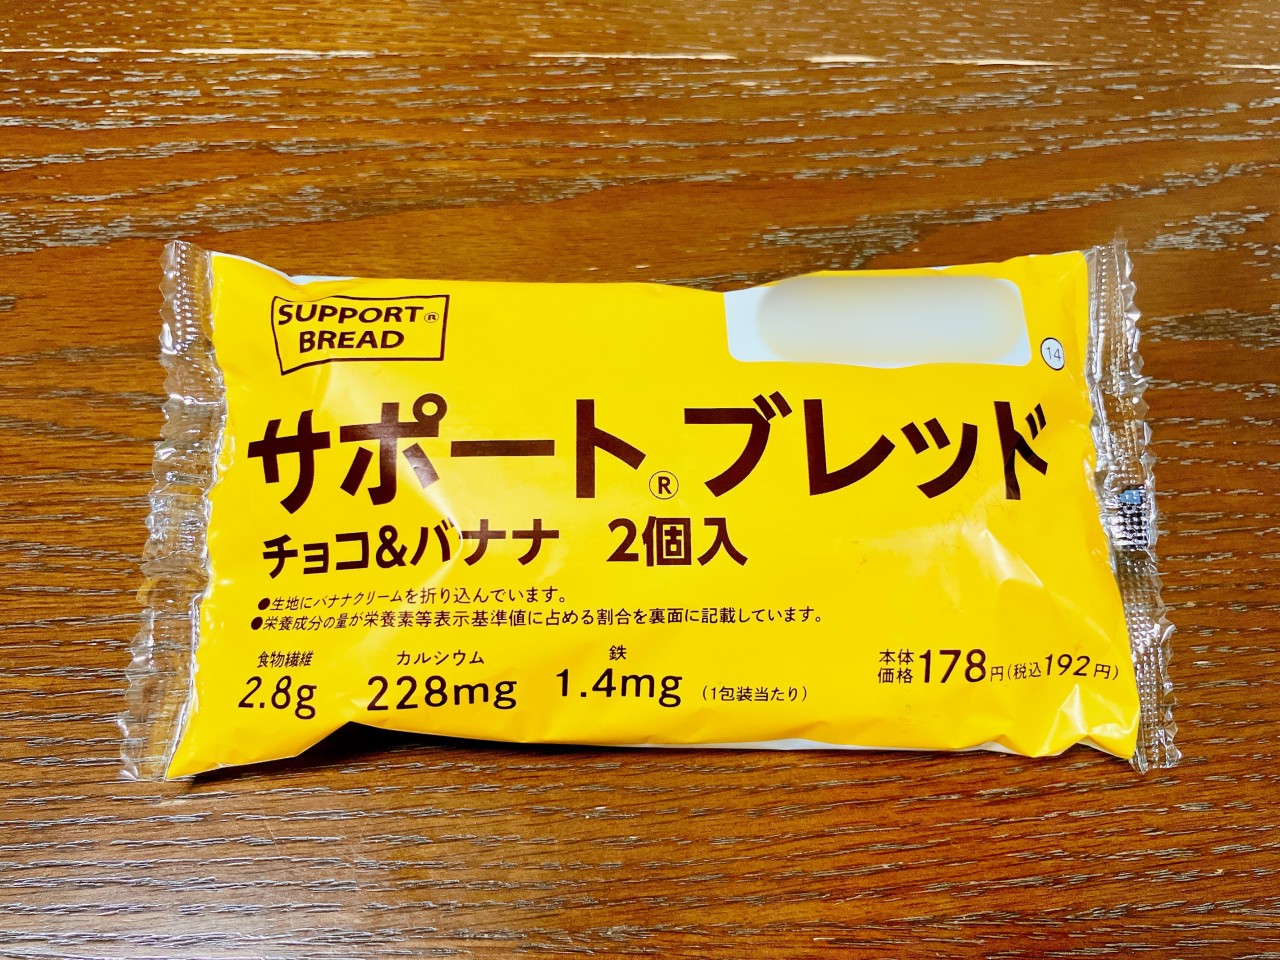 SUPPORT®
BREAD
14
サポート®ブレッド
チョコ&バナナ 2個入
●生地にバナナクリームを折り込んでいます。
●栄養成分の量が栄養素等表示基準値に占める割合を裏面に記載しています。
食物繊維 カルシウム 鉄
2.8g 228mg 1.4mg (1包装当たり)
本体価格178円(税込192円)